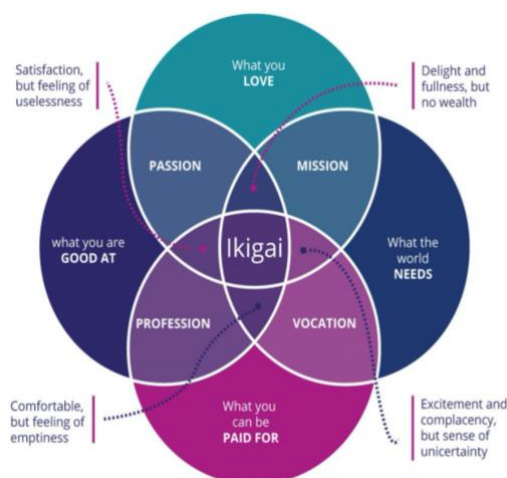 What you
LOVE
Satisfaction,
but feeling of
uselessness
Delight and
fullness, but
no wealth
PASSION
MISSION
what you are
GOOD AT
Ikigai
What the
world
NEEDS
PROFESSION
VOCATION
Comfortable,
but feeling of
emptiness
What you
can be
PAID FOR
Excitement and
complacency,
but sense of
unicertainty